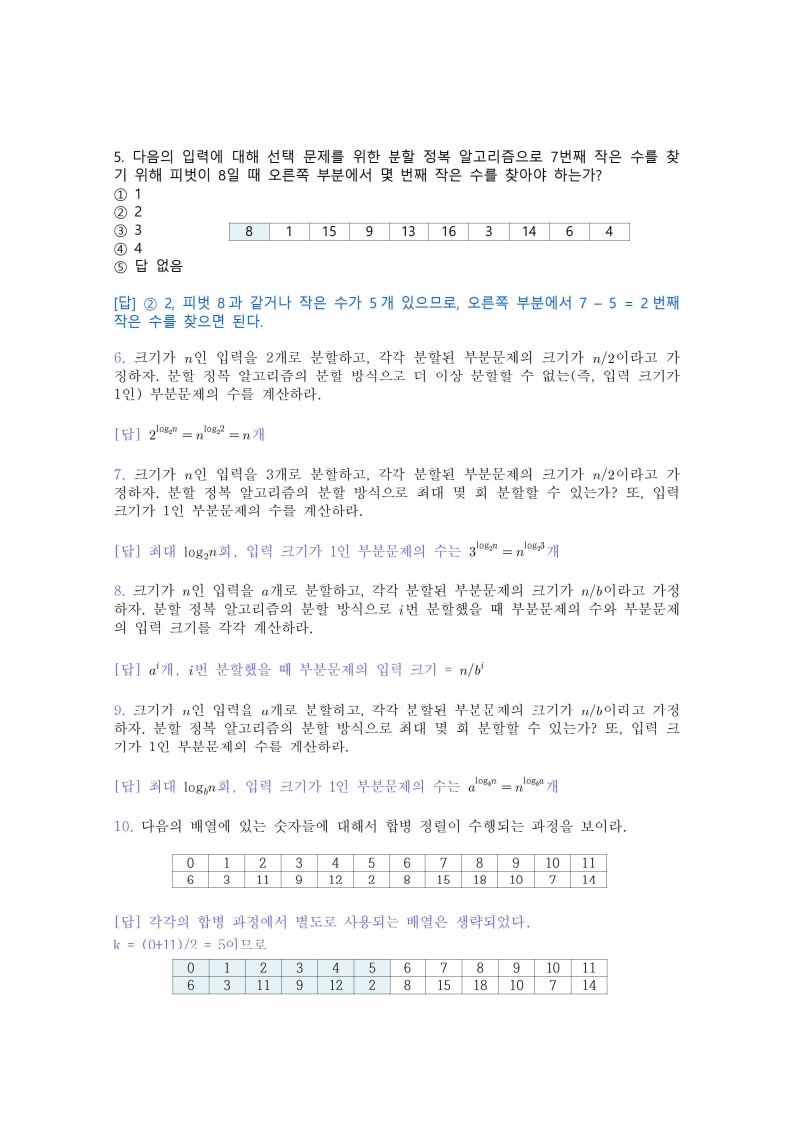 5. 다음의 입력에 대해 선택 문제를 위한 분할 정복 알고리즘으로 7번째 작은 수를 찾
기 위해 피벗이 8일 때 오른쪽 부분에서 몇 번째 작은 수를 찾아야 하는가?
① 1
② 2
③ 3
④ 4
⑤ 답 없음
8 1 15 9 13 16 3 14 6 4
[답] ② 2, 피벗 8과 같거나 작은 수가 5개 있으므로, 오른쪽 부분에서 7 – 5 = 2번째
작은 수를 찾으면 된다.
6. 크기가 n인 입력을 2개로 분할하고, 각각 분할된 부분문제의 크기가 n/2이라고 가
정하자. 분할 정복 알고리즘의 분할 방식으로 더 이상 분할할 수 없는(즉, 입력 크기가
1인) 부분문제의 수를 계산하라.
[답] 2^{log₂n} = n^{log₂2} = n개
7. 크기가 n인 입력을 3개로 분할하고, 각각 분할된 부분문제의 크기가 n/2이라고 가
정하자. 분할 정복 알고리즘의 분할 방식으로 최대 몇 회 분할할 수 있는가? 또, 입력
크기가 1인 부분문제의 수를 계산하라.
[답] 최대 log₂n회, 입력 크기가 1인 부분문제의 수는 3^{log₂n} = n^{log₂3}개
8. 크기가 n인 입력을 a개로 분할하고, 각각 분할된 부분문제의 크기가 n/b이라고 가정
하자. 분할 정복 알고리즘의 분할 방식으로 i번 분할했을 때 부분문제의 수와 부분문제
의 입력 크기를 각각 계산하라.
[답] a^i개, i번 분할했을 때 부분문제의 입력 크기 = n/b^i
9. 크기가 n인 입력을 a개로 분할하고, 각각 분할된 부분문제의 크기가 n/b이라고 가정
하자. 분할 정복 알고리즘의 분할 방식으로 최대 몇 회 분할할 수 있는가? 또, 입력 크
기가 1인 부분문제의 수를 계산하라.
[답] 최대 log_b n회, 입력 크기가 1인 부분문제의 수는 a^{log_b n} = n^{log_b a}개
10. 다음의 배열에 있는 숫자들에 대해서 합병 정렬이 수행되는 과정을 보이라.
0 1 2 3 4 5 6 7 8 9 10 11
6 3 11 9 12 2 8 15 18 10 7 14
[답] 각각의 합병 과정에서 별도로 사용되는 배열은 생략되었다.
k = (0+11)/2 = 5이므로
0 1 2 3 4 5 6 7 8 9 10 11
6 3 11 9 12 2 8 15 18 10 7 14